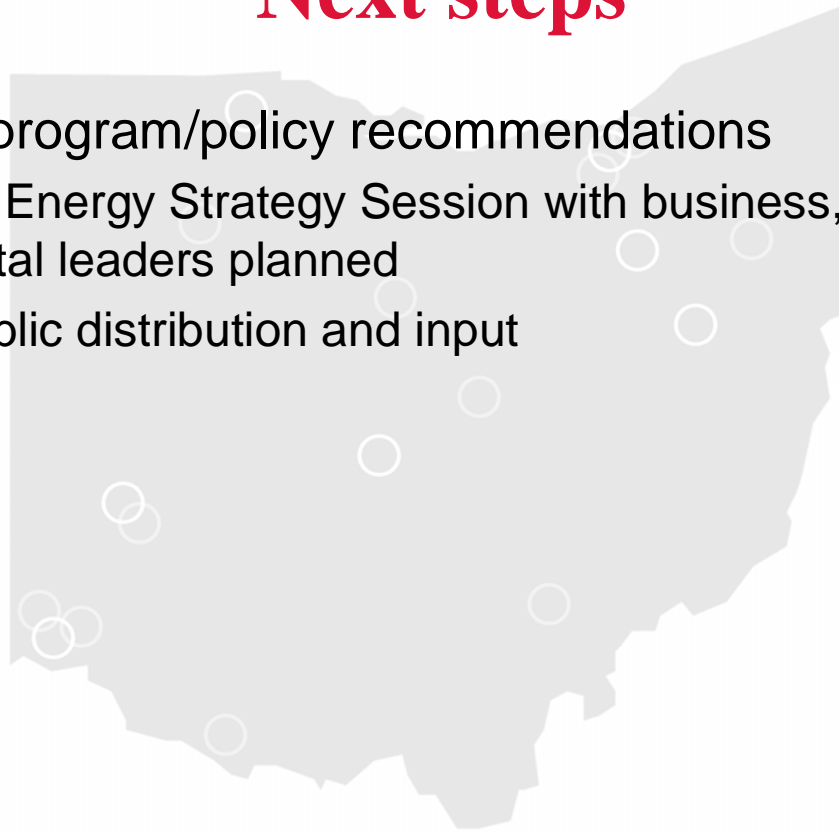 Next steps
program/policy recommendations
Energy Strategy Session with business,
tal leaders planned
blic distribution and input